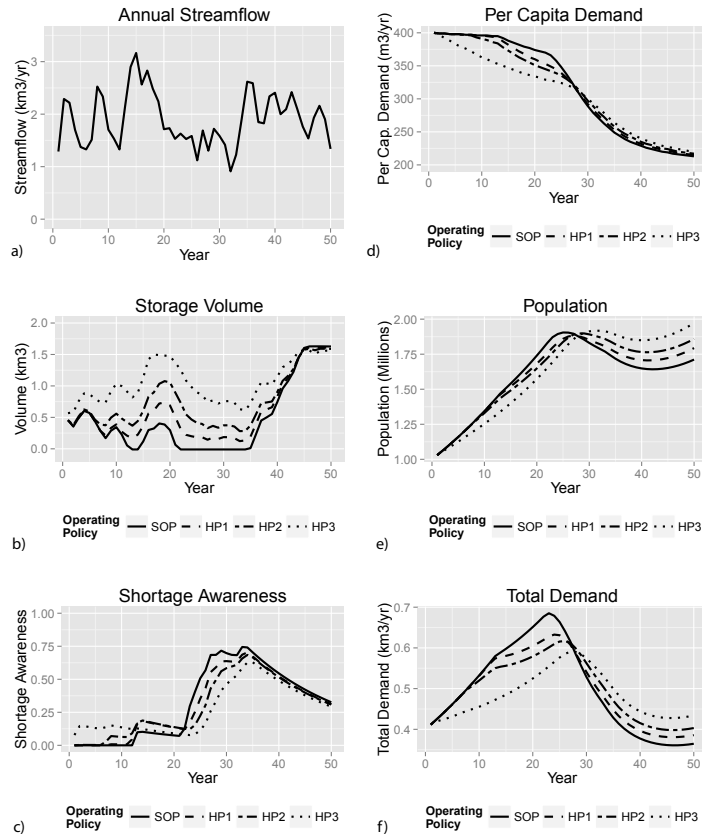 Annual Streamflow
Streamflow (km3/yr)
3
2
1
0
0 10 20 30 40 50
Year
a)
Per Capita Demand
Per Cap. Demand (m3/yr)
400
350
300
250
200
0 10 20 30 40 50
Year
Operating Policy SOP HP1 HP2 HP3
d)
Storage Volume
Volume (km3)
2.0
1.5
1.0
0.5
0.0
0 10 20 30 40 50
Year
Operating Policy SOP HP1 HP2 HP3
b)
Population
Population (Millions)
2.00
1.75
1.50
1.25
1.00
0 10 20 30 40 50
Year
Operating Policy SOP HP1 HP2 HP3
e)
Shortage Awareness
Shortage Awareness
1.00
0.75
0.50
0.25
0.00
0 10 20 30 40 50
Year
Operating Policy SOP HP1 HP2 HP3
c)
Total Demand
Total Demand (km3/yr)
0.7
0.6
0.5
0.4
0 10 20 30 40 50
Year
Operating Policy SOP HP1 HP2 HP3
f)